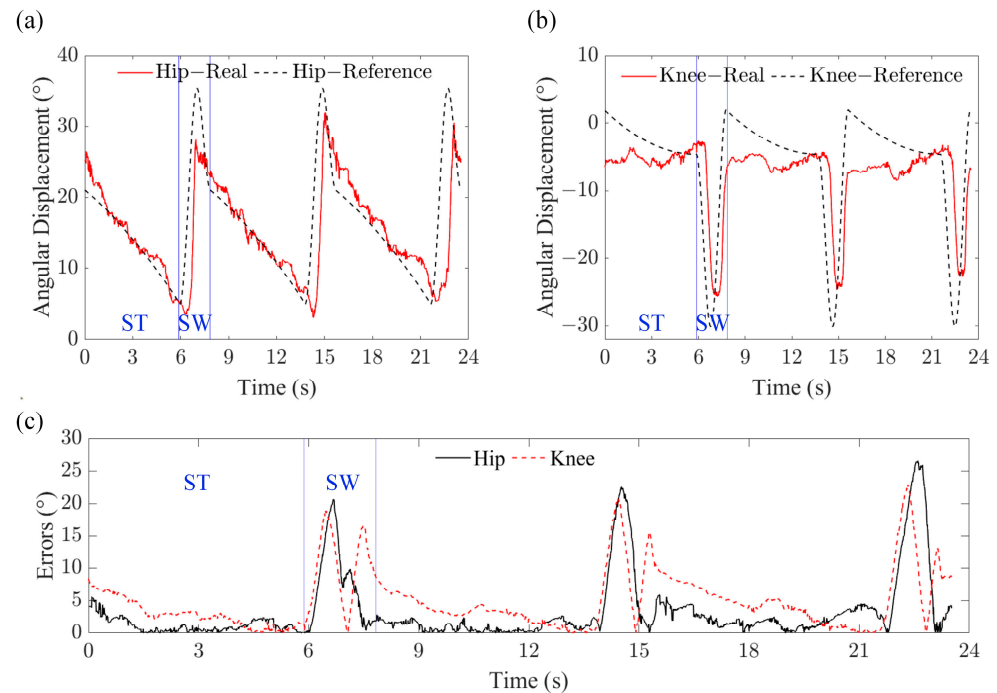 (a)
Angular Displacement (°)
40
30
20
10
0
Hip−Real
Hip−Reference
ST
SW
0 3 6 9 12 15 18 21 24
Time (s)
(b)
Angular Displacement (°)
0
−10
−20
−30
Knee−Real
Knee−Reference
ST
SW
0 3 6 9 12 15 18 21 24
Time (s)
(c)
Errors (°)
30
25
20
15
10
5
0
Hip
Knee
ST
SW
0 3 6 9 12 15 18 21 24
Time (s)